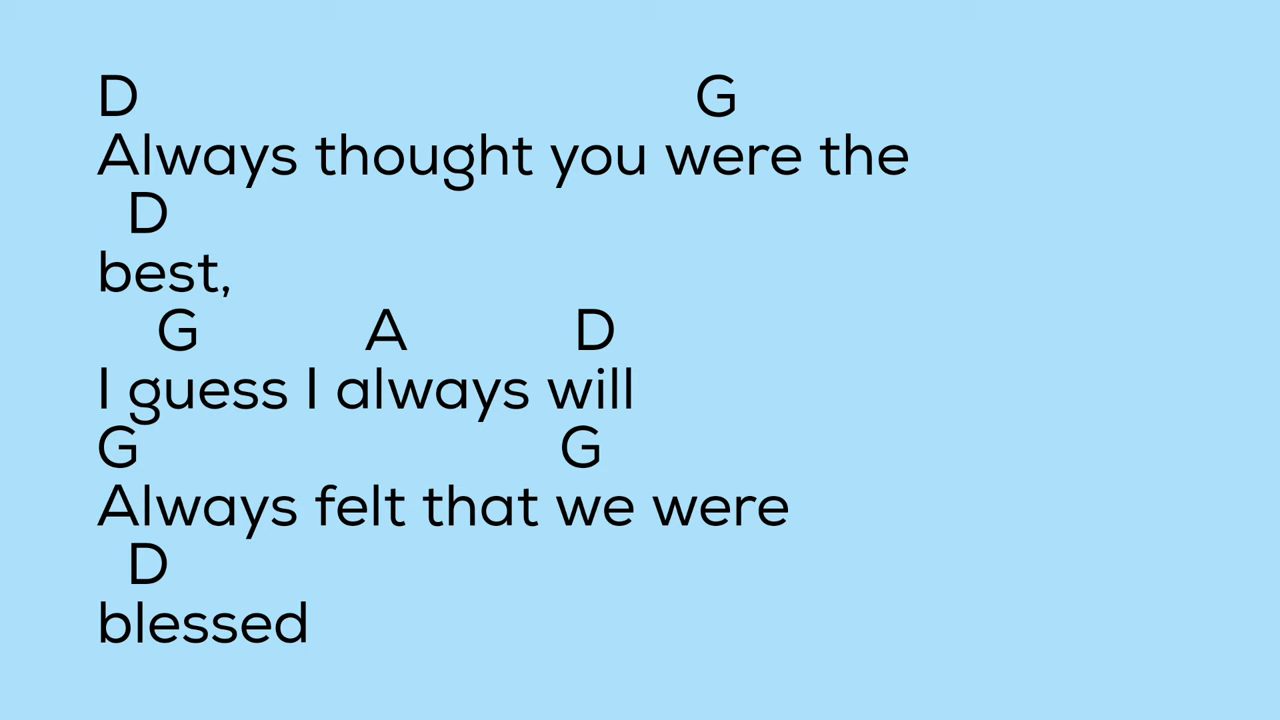 D G
Always thought you were the
D
best,
G A D
I guess I always will
G G
Always felt that we were
D
blessed